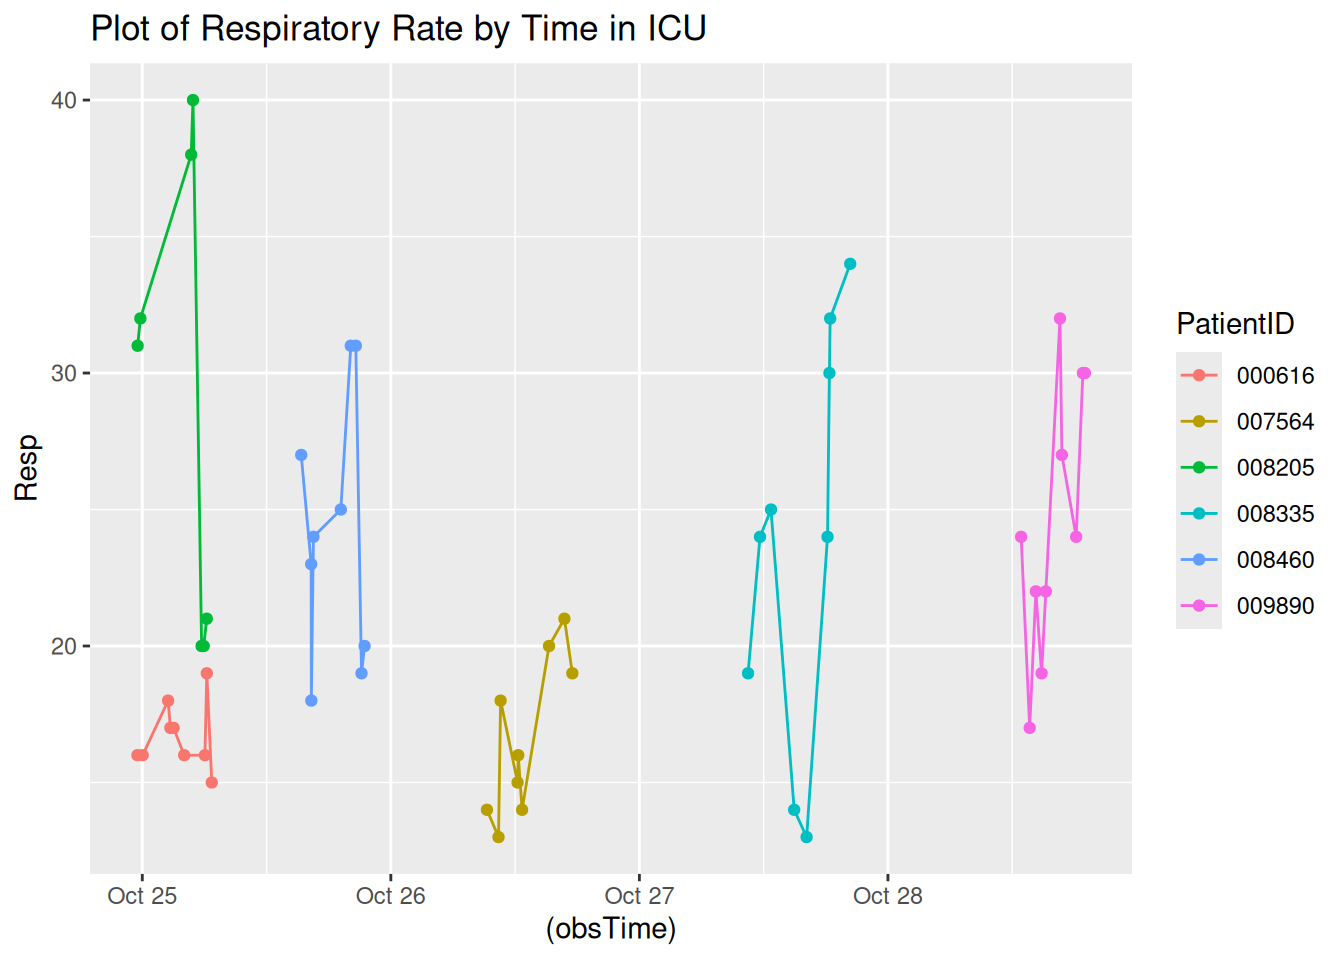 Plot of Respiratory Rate by Time in ICU
40
30
20
Resp
Oct 25
Oct 26
Oct 27
Oct 28
(obsTime)
PatientID
000616
007564
008205
008335
008460
009890